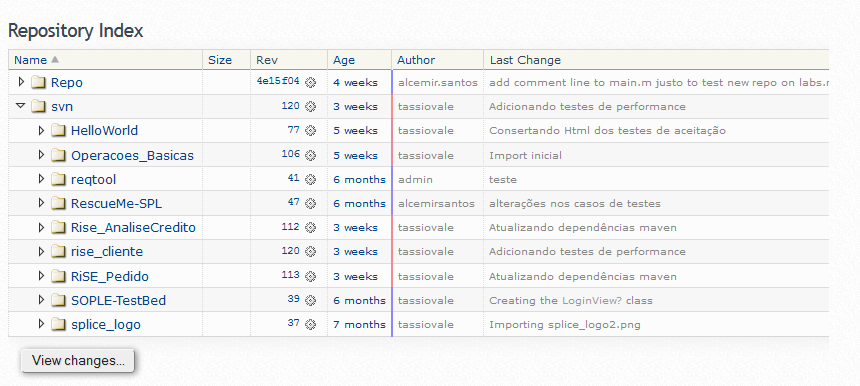 Repository Index
Name Size Rev Age Author Last Change
Repo 4e15f04 4 weeks alcemir.santos add comment line to main.m justo to test new repo on labs.r
svn 120 3 weeks tassiovale Adicionando testes de performance
HelloWorld 77 5 weeks tassiovale Consertando Html dos testes de aceitação
Operacoes_Basicas 106 5 weeks tassiovale Import inicial
reqtool 41 6 months admin teste
RescueMe-SPL 47 6 months alcemirsantos alterações nos casos de testes
Rise_AnaliseCredito 112 3 weeks tassiovale Atualizando dependências maven
rise_cliente 120 3 weeks tassiovale Adicionando testes de performance
RiSE_Pedido 113 3 weeks tassiovale Atualizando dependências maven
SOPLE-TestBed 39 6 months tassiovale Creating the LoginView? class
splice_logo 37 7 months tassiovale Importing splice_logo2.png
View changes...